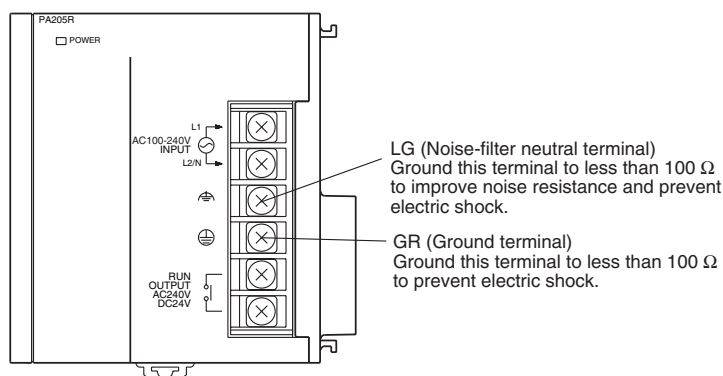 PA205R
POWER
L1
AC100-240V
INPUT
L2/N
RUN
OUTPUT
AC240V
DC24V
LG (Noise-filter neutral terminal)
Ground this terminal to less than 100 Ω
to improve noise resistance and prevent
electric shock.
GR (Ground terminal)
Ground this terminal to less than 100 Ω
to prevent electric shock.